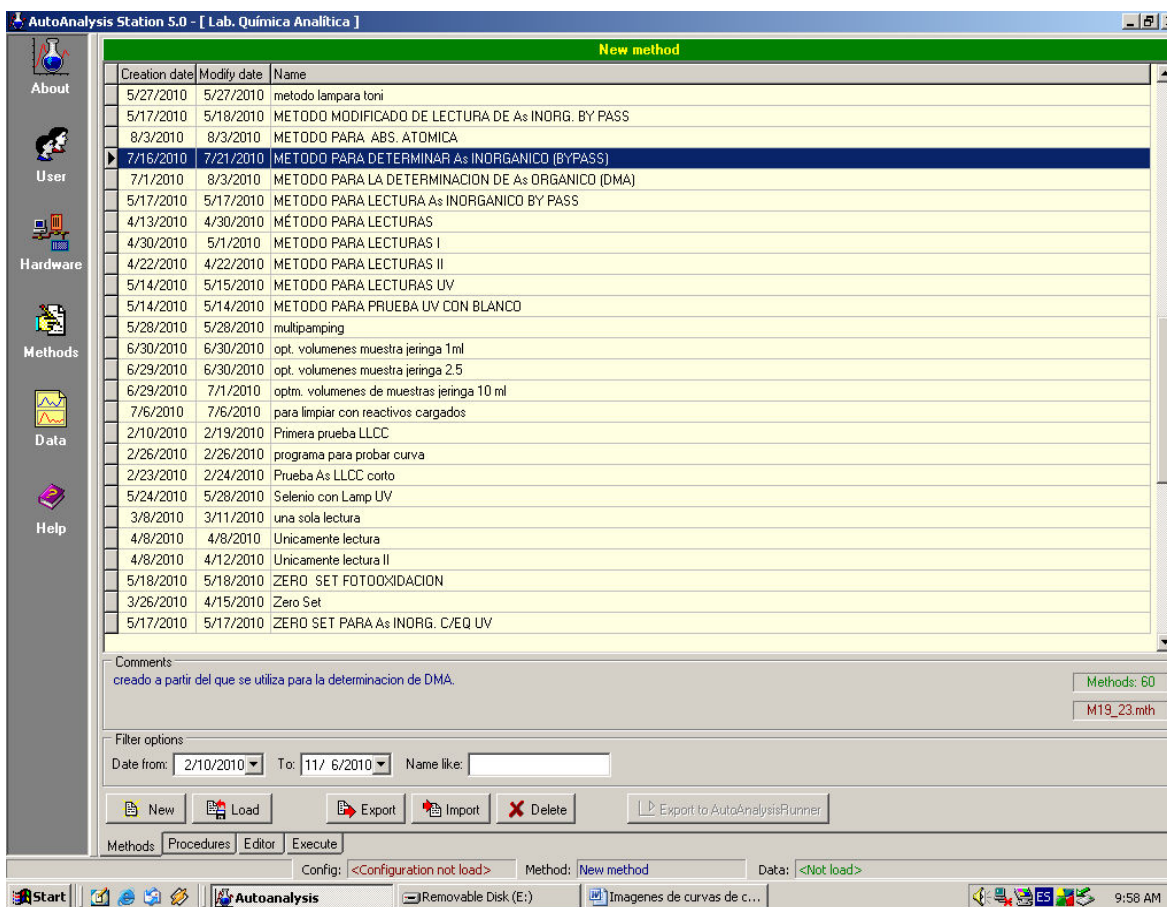 AutoAnalysis Station 5.0 - [ Lab. Química Analítica ]
New method
About
User
Hardware
Methods
Data
Help
Creation date Modify date Name
5/27/2010 5/27/2010 metodo lampara toni
5/17/2010 5/18/2010 METODO MODIFICADO DE LECTURA DE As INORG. BY PASS
8/3/2010 8/3/2010 METODO PARA ABS. ATOMICA
7/16/2010 7/21/2010 METODO PARA DETERMINAR As INORGANICO (BYPASS)
7/1/2010 8/3/2010 METODO PARA LA DETERMINACION DE As ORGANICO (DMA)
5/17/2010 5/17/2010 METODO PARA LECTURA As INORGANICO BY PASS
4/13/2010 4/30/2010 MÉTODO PARA LECTURAS
4/30/2010 5/1/2010 METODO PARA LECTURAS I
4/22/2010 4/22/2010 METODO PARA LECTURAS II
5/14/2010 5/15/2010 METODO PARA LECTURAS UV
5/14/2010 5/14/2010 METODO PARA PRUEBA UV CON BLANCO
5/28/2010 5/28/2010 multipamping
6/30/2010 6/30/2010 opt. volumenes muestra jeringa 1ml
6/29/2010 6/30/2010 opt. volumenes muestra jeringa 2.5
6/29/2010 7/1/2010 optm. volumenes de muestras jeringa 10 ml
7/6/2010 7/6/2010 para limpiar con reactivos cargados
2/10/2010 2/19/2010 Primera prueba LLCC
2/26/2010 2/26/2010 programa para probar curva
2/23/2010 2/24/2010 Prueba As LLCC corto
5/24/2010 5/28/2010 Selenio con Lamp UV
3/8/2010 3/11/2010 una sola lectura
4/8/2010 4/8/2010 Unicamente lectura
4/8/2010 4/12/2010 Unicamente lectura II
5/18/2010 5/18/2010 ZERO SET FOTOOXIDACION
3/26/2010 4/15/2010 Zero Set
5/17/2010 5/17/2010 ZERO SET PARA As INORG. C/EQ UV
Comments
creado a partir del que se utiliza para la determinacion de DMA.
Methods: 60
M19_23.mth
Filter options
Date from: 2/10/2010 To: 11/ 6/2010 Name like:
New Load Export Import Delete Export to AutoAnalysisRunner
Methods Procedures Editor Execute
Config: <Configuration not load> Method: New method Data: <Not load>
Start Autoanalysis Removable Disk (E:) Imagenes de curvas de c... ES 9:58 AM